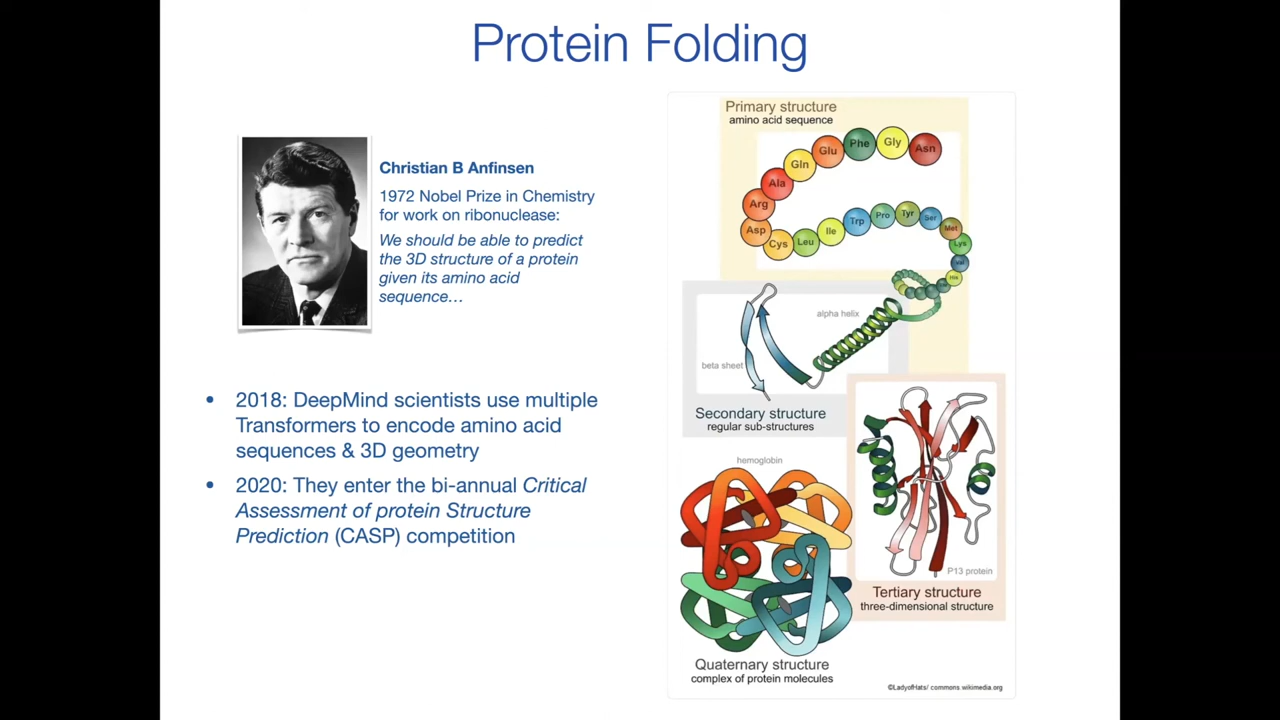 Protein Folding
Christian B Anfinsen
1972 Nobel Prize in Chemistry
for work on ribonuclease:
We should be able to predict
the 3D structure of a protein
given its amino acid
sequence…
• 2018: DeepMind scientists use multiple
Transformers to encode amino acid
sequences & 3D geometry
• 2020: They enter the bi-annual Critical
Assessment of protein Structure
Prediction (CASP) competition
Primary structure
amino acid sequence
Asn
Gly
Phe
Glu
Gln
Ala
Arg
Asp
Cys
Leu
Ile
Trp
Pro
Tyr
Ser
Met
Lys
Val
His
alpha helix
beta sheet
Secondary structure
regular sub-structures
P13 protein
Tertiary structure
three-dimensional structure
hemoglobin
Quaternary structure
complex of protein molecules
©LadyofHats/ commons.wikimedia.org